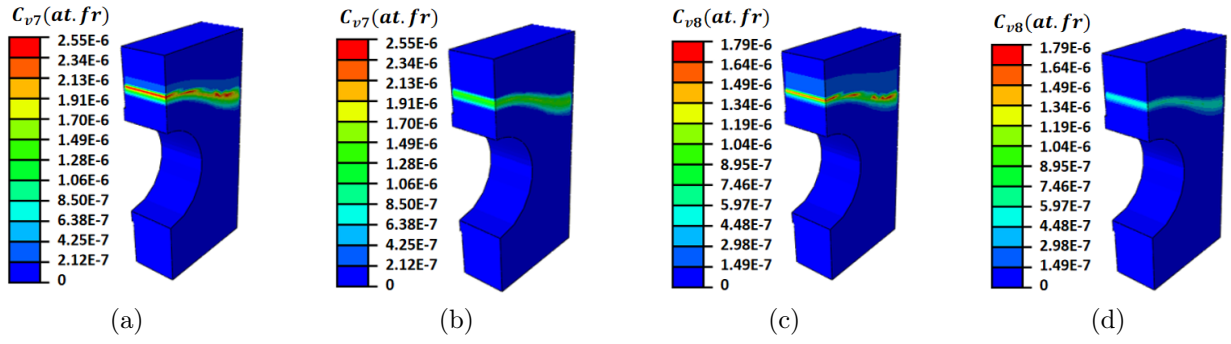 C_{v7}(at.fr)
2.55E-6
2.34E-6
2.13E-6
1.91E-6
1.70E-6
1.49E-6
1.28E-6
1.06E-6
8.50E-7
6.38E-7
4.25E-7
2.12E-7
0
(a)
C_{v7}(at.fr)
2.55E-6
2.34E-6
2.13E-6
1.91E-6
1.70E-6
1.49E-6
1.28E-6
1.06E-6
8.50E-7
6.38E-7
4.25E-7
2.12E-7
0
(b)
C_{v8}(at.fr)
1.79E-6
1.64E-6
1.49E-6
1.34E-6
1.19E-6
1.04E-6
8.95E-7
7.46E-7
5.97E-7
4.47E-7
2.98E-7
1.49E-7
0
(c)
C_{v8}(at.fr)
1.79E-6
1.64E-6
1.49E-6
1.34E-6
1.19E-6
1.04E-6
8.95E-7
7.46E-7
5.97E-7
4.47E-7
2.98E-7
1.49E-7
0
(d)